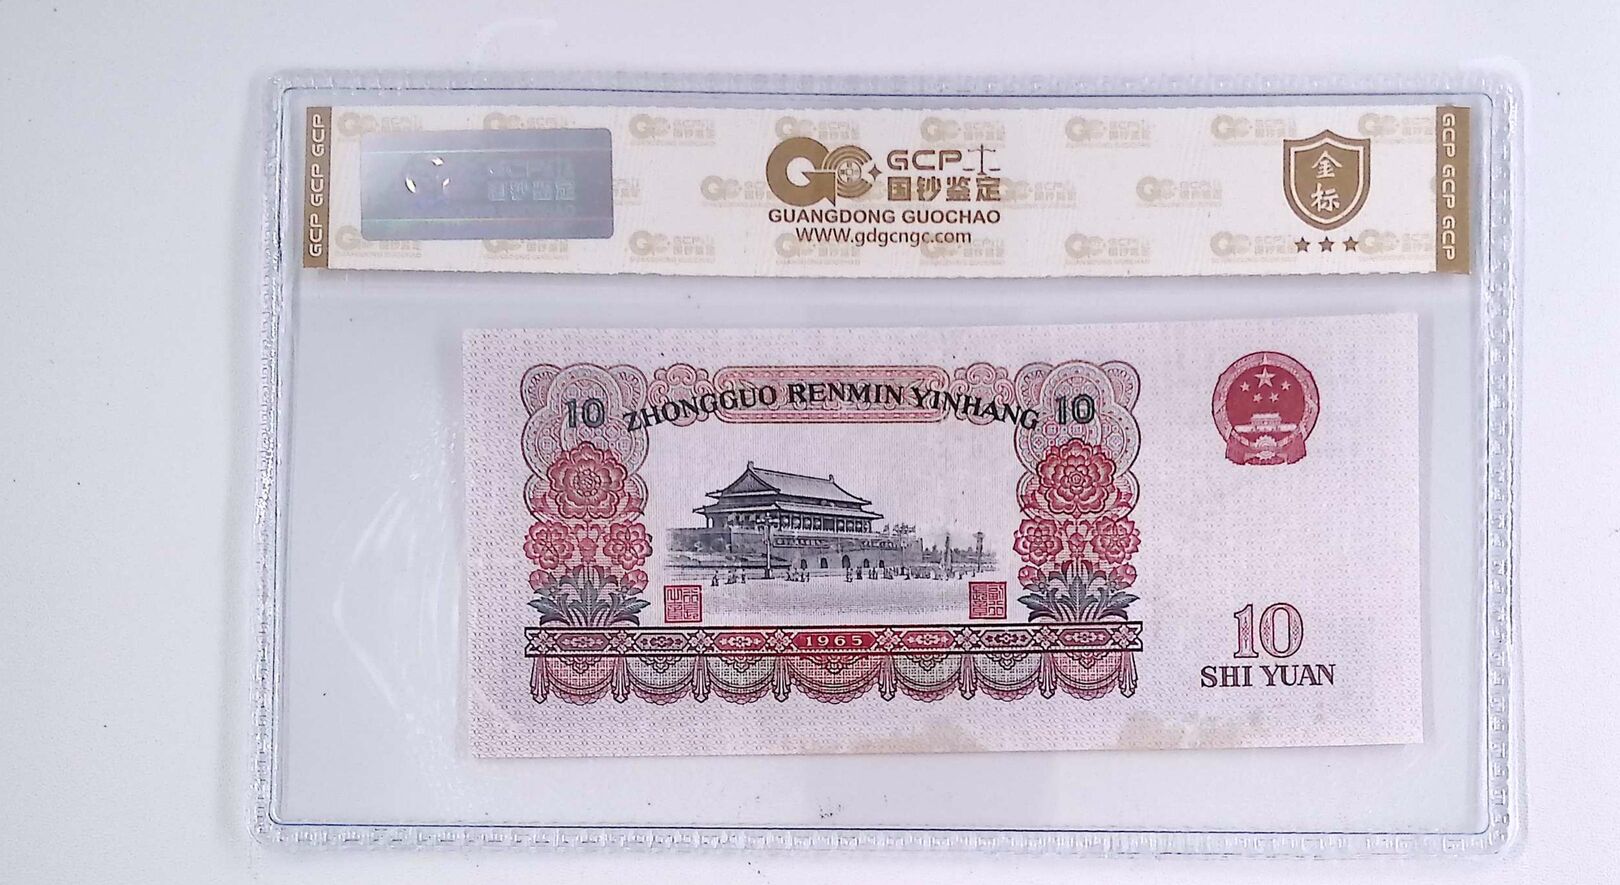 GCP GCP GCP
GCP
国钞鉴定
GUANGDONG GUOCHAO
WWW.gdgcngc.com
金
标
GCP GCP GCP
10 ZHONGGUO RENMIN YINHANG 10
1965
10
SHI YUAN